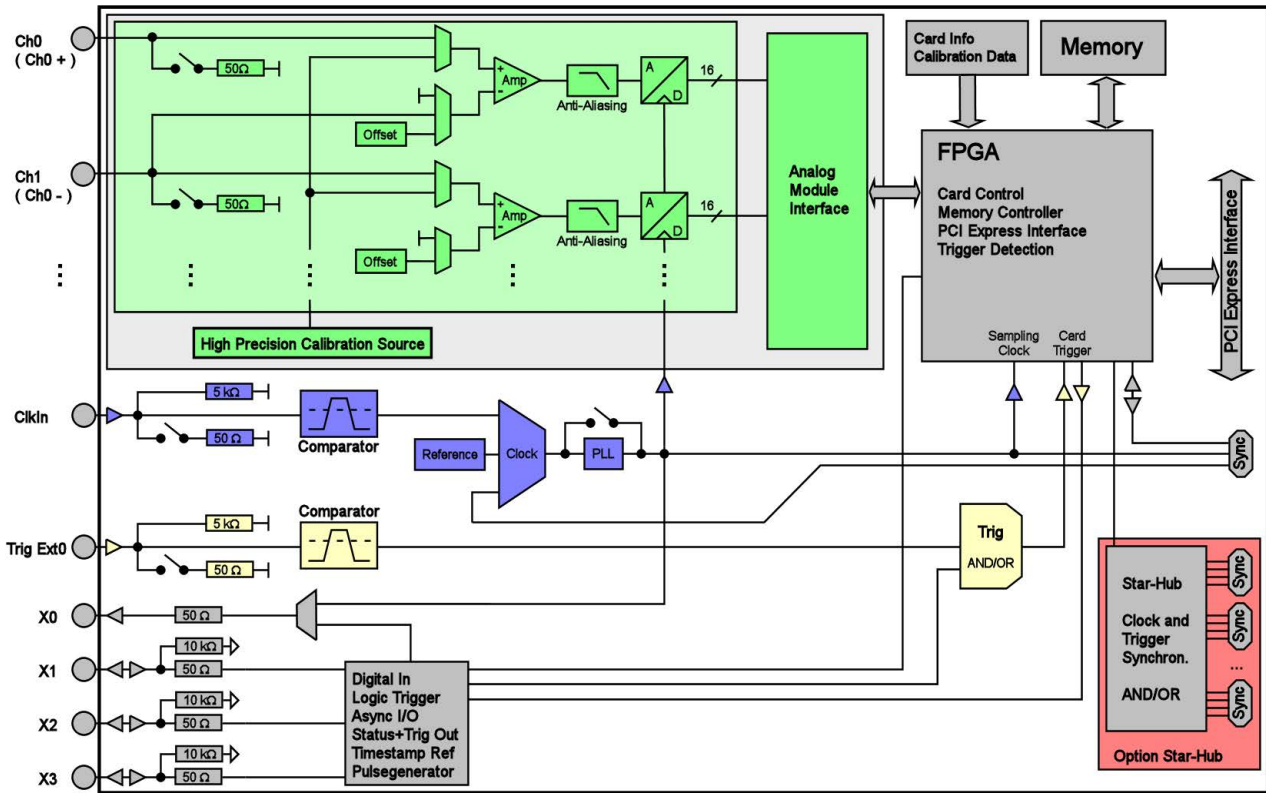 Ch0
( Ch0 + )
50Ω
Offset
+
-
Amp
Anti-Aliasing
A
D
16
Ch1
( Ch0 - )
50Ω
Offset
+
-
Amp
Anti-Aliasing
A
D
16
High Precision Calibration Source
Analog
Module
Interface
Card Info
Calibration Data
Memory
FPGA
Card Control
Memory Controller
PCI Express Interface
Trigger Detection
Sampling
Clock
Card
Trigger
PCI Express Interface
ClkIn
5 kΩ
50 Ω
Comparator
Reference
Clock
PLL
Sync
Trig Ext0
5 kΩ
50 Ω
Comparator
Trig
AND/OR
X0
50 Ω
X1
10 kΩ
50 Ω
X2
10 kΩ
50 Ω
X3
10 kΩ
50 Ω
Digital In
Logic Trigger
Async I/O
Status+Trig Out
Timestamp Ref
Pulsegenerator
Star-Hub
Clock and
Trigger
Synchron.
AND/OR
Sync
Sync
...
Sync
Option Star-Hub